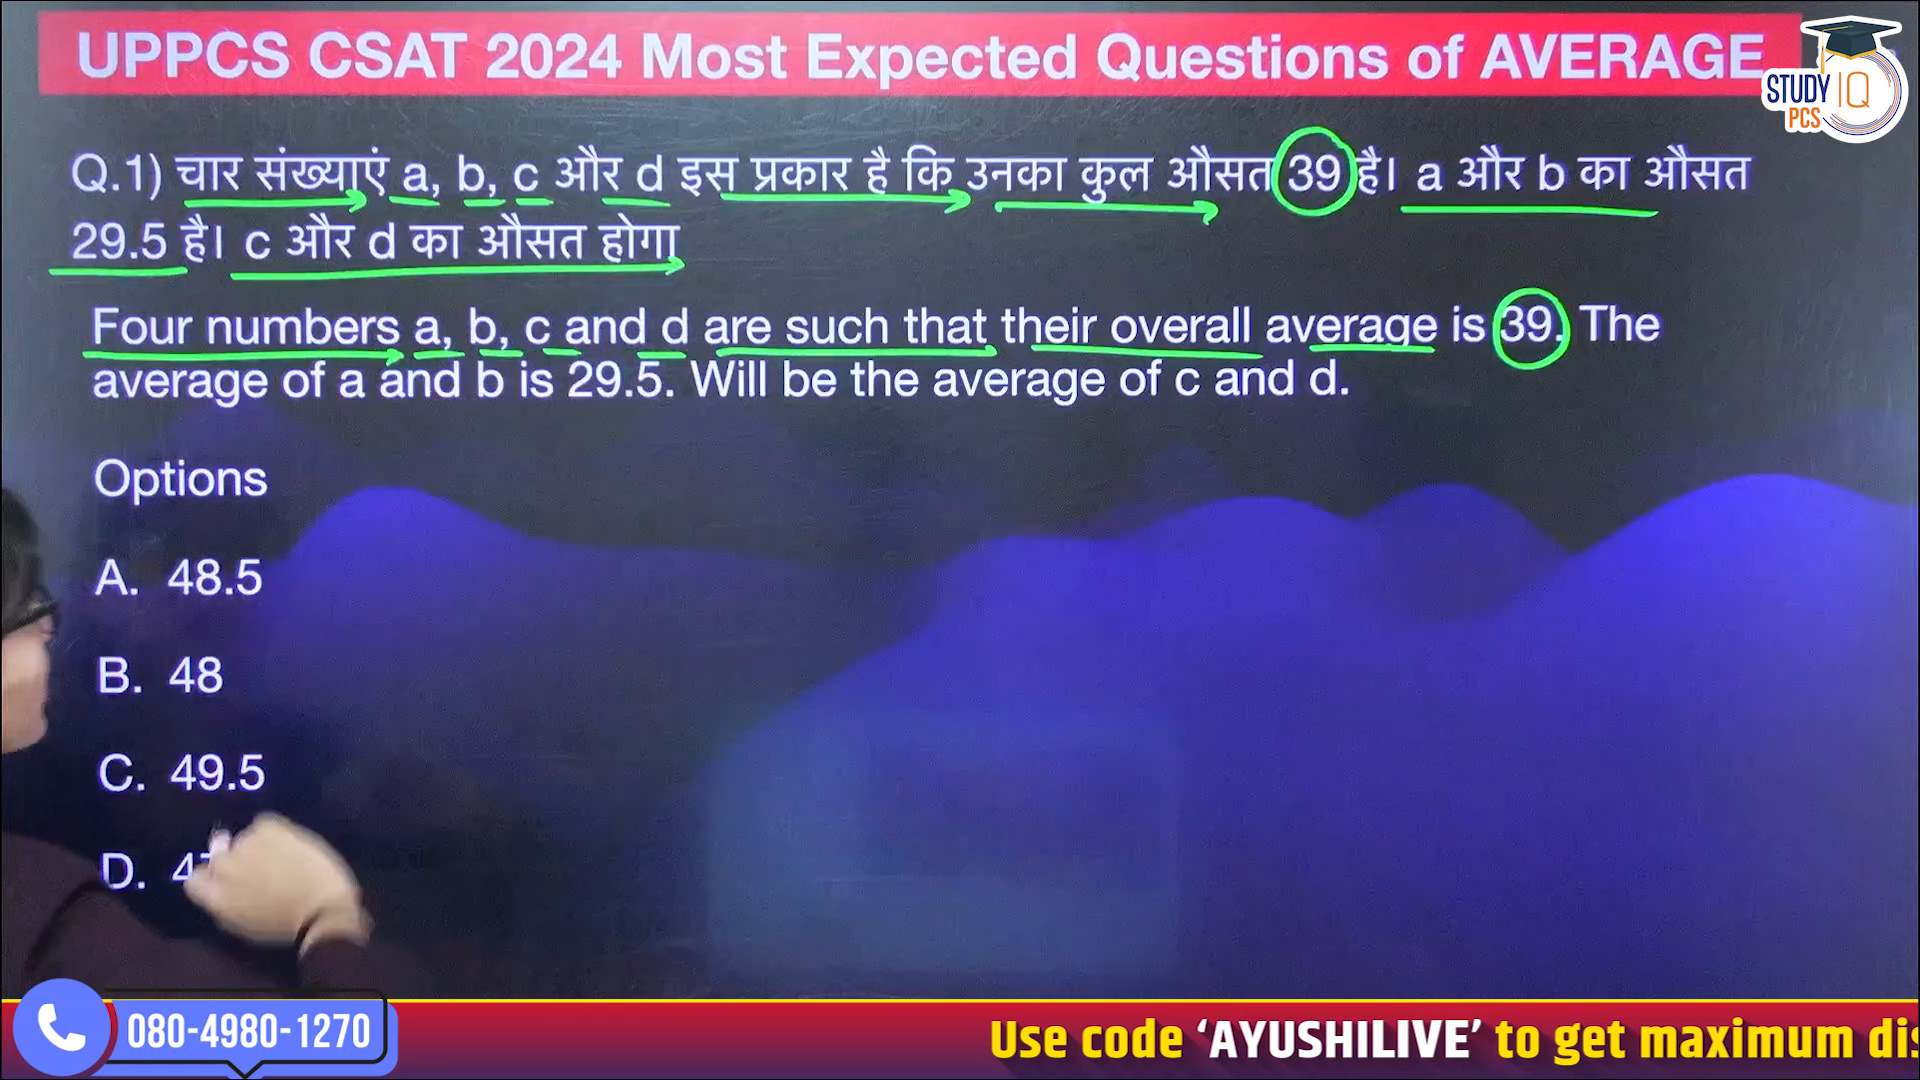 UPPCS CSAT 2024 Most Expected Questions of AVERAGE
STUDY IQ
PCS
Q.1) चार संख्याएं a, b, c और d इस प्रकार है कि उनका कुल औसत 39 है। a और b का औसत
29.5 है। c और d का औसत होगा
Four numbers a, b, c and d are such that their overall average is 39. The
average of a and b is 29.5. Will be the average of c and d.
Options
A. 48.5
B. 48
C. 49.5
D.
080-4980-1270
Use code ‘AYUSHILIVE’ to get maximum